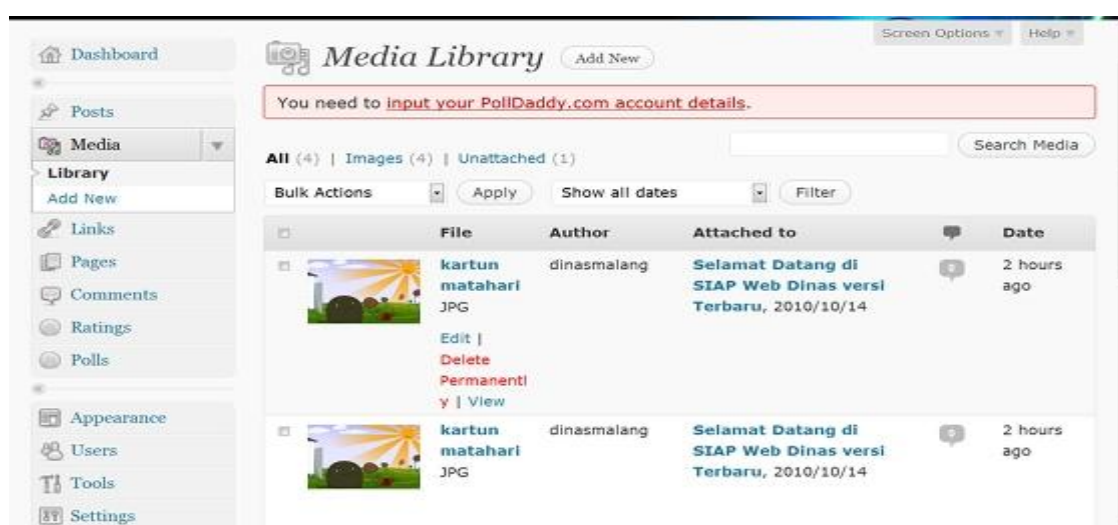 Screen Options Help
Dashboard
Posts
Media
Library
Add New
Links
Pages
Comments
Ratings
Polls
Appearance
Users
Tools
Settings
Media Library Add New
You need to input your PollDaddy.com account details.
All (4) | Images (4) | Unattached (1)
Search Media
Bulk Actions Apply Show all dates Filter
File Author Attached to Date
kartun dinasmalang Selamat Datang di 2 hours
matahari SIAP Web Dinas versi ago
JPG Terbaru, 2010/10/14
Edit |
Delete
Permanentl
y | View
kartun dinasmalang Selamat Datang di 2 hours
matahari SIAP Web Dinas versi ago
JPG Terbaru, 2010/10/14